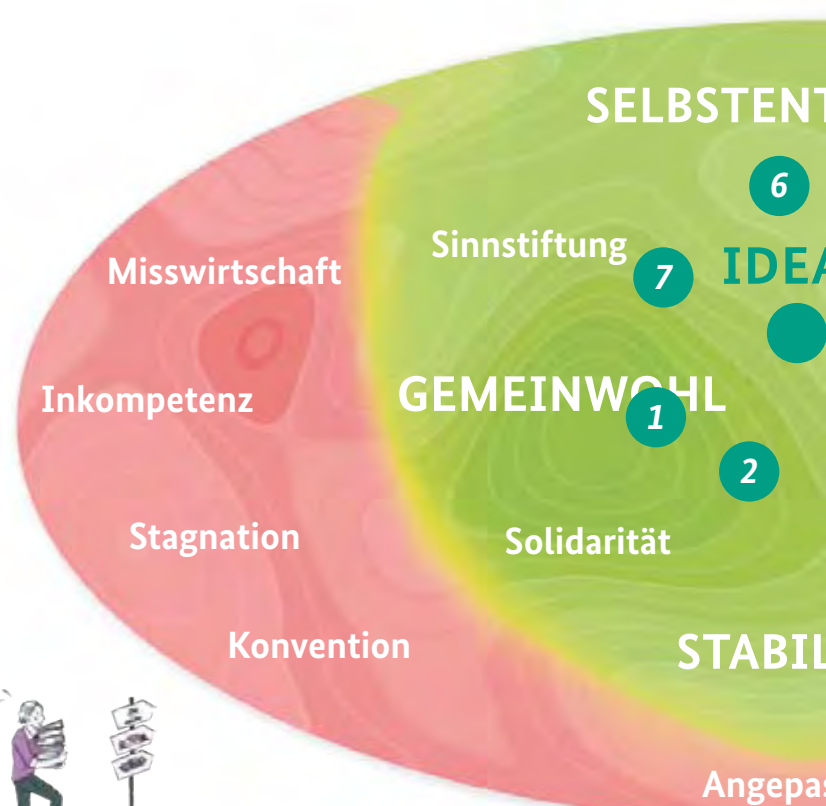 SELBSTENT
6
Sinnstiftung
7
IDEA
Misswirtschaft
GEMEINWOHL
Inkompetenz
1
2
Stagnation
Solidarität
Konvention
STABIL
Angepas